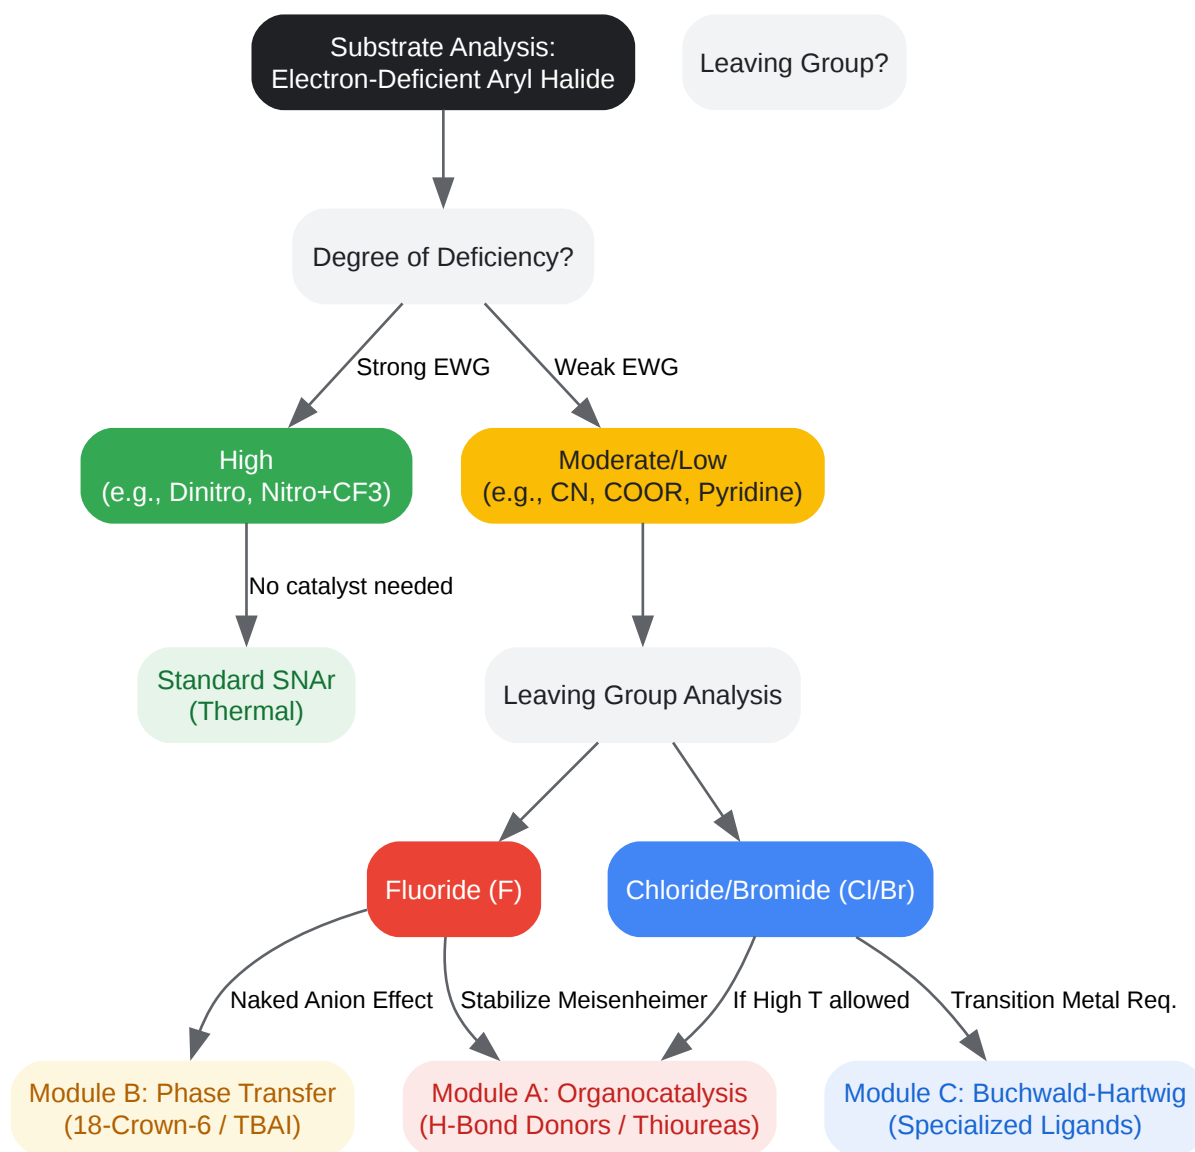 Substrate Analysis:
Electron-Deficient Aryl Halide
Leaving Group?
Degree of Deficiency?
Strong EWG
Weak EWG
High
(e.g., Dinitro, Nitro+CF3)
Moderate/Low
(e.g., CN, COOR, Pyridine)
No catalyst needed
Standard SNAr
(Thermal)
Leaving Group Analysis
Fluoride (F)
Chloride/Bromide (Cl/Br)
Naked Anion Effect
Stabilize Meisenheimer
If High T allowed
Transition Metal Req.
Module B: Phase Transfer
(18-Crown-6 / TBAI)
Module A: Organocatalysis
(H-Bond Donors / Thioureas)
Module C: Buchwald-Hartwig
(Specialized Ligands)